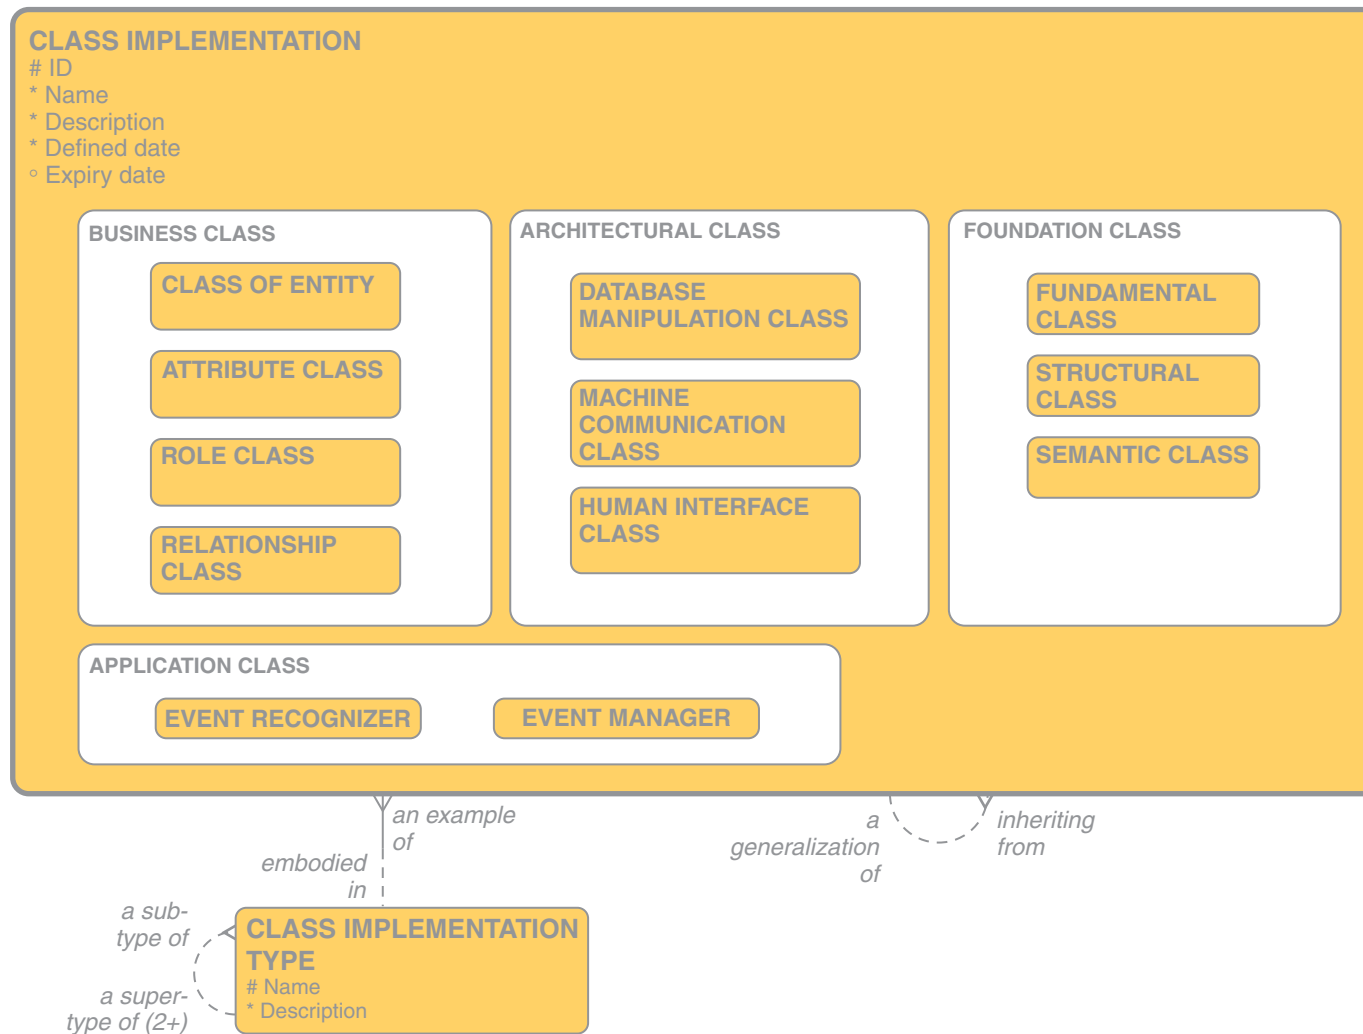 CLASS IMPLEMENTATION
# ID
* Name
* Description
* Defined date
° Expiry date
BUSINESS CLASS
CLASS OF ENTITY
ATTRIBUTE CLASS
ROLE CLASS
RELATIONSHIP
CLASS
ARCHITECTURAL CLASS
DATABASE
MANIPULATION CLASS
MACHINE
COMMUNICATION
CLASS
HUMAN INTERFACE
CLASS
FOUNDATION CLASS
FUNDAMENTAL
CLASS
STRUCTURAL
CLASS
SEMANTIC CLASS
APPLICATION CLASS
EVENT RECOGNIZER
EVENT MANAGER
an example
of
embodied
in
a
generalization
of
inheriting
from
a sub-
type of
a super-
type of (2+)
CLASS IMPLEMENTATION
TYPE
# Name
* Description